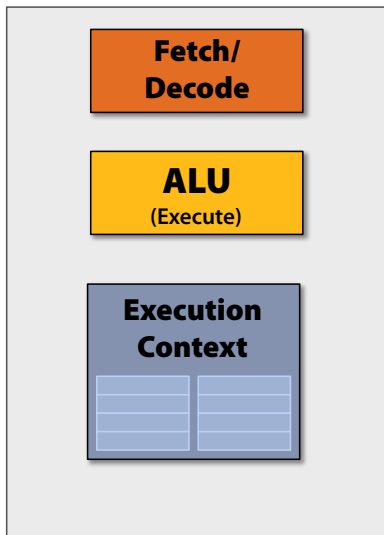 Fetch/
Decode
ALU
(Execute)
Execution
Context